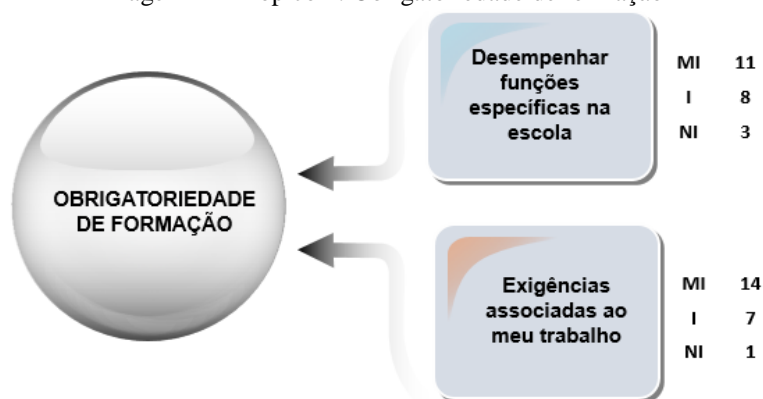 OBRIGATORIEDADE
DE FORMAÇÃO
Desempenhar
funções
específicas na
escola
MI 11
I 8
NI 3
Exigências
associadas ao
meu trabalho
MI 14
I 7
NI 1